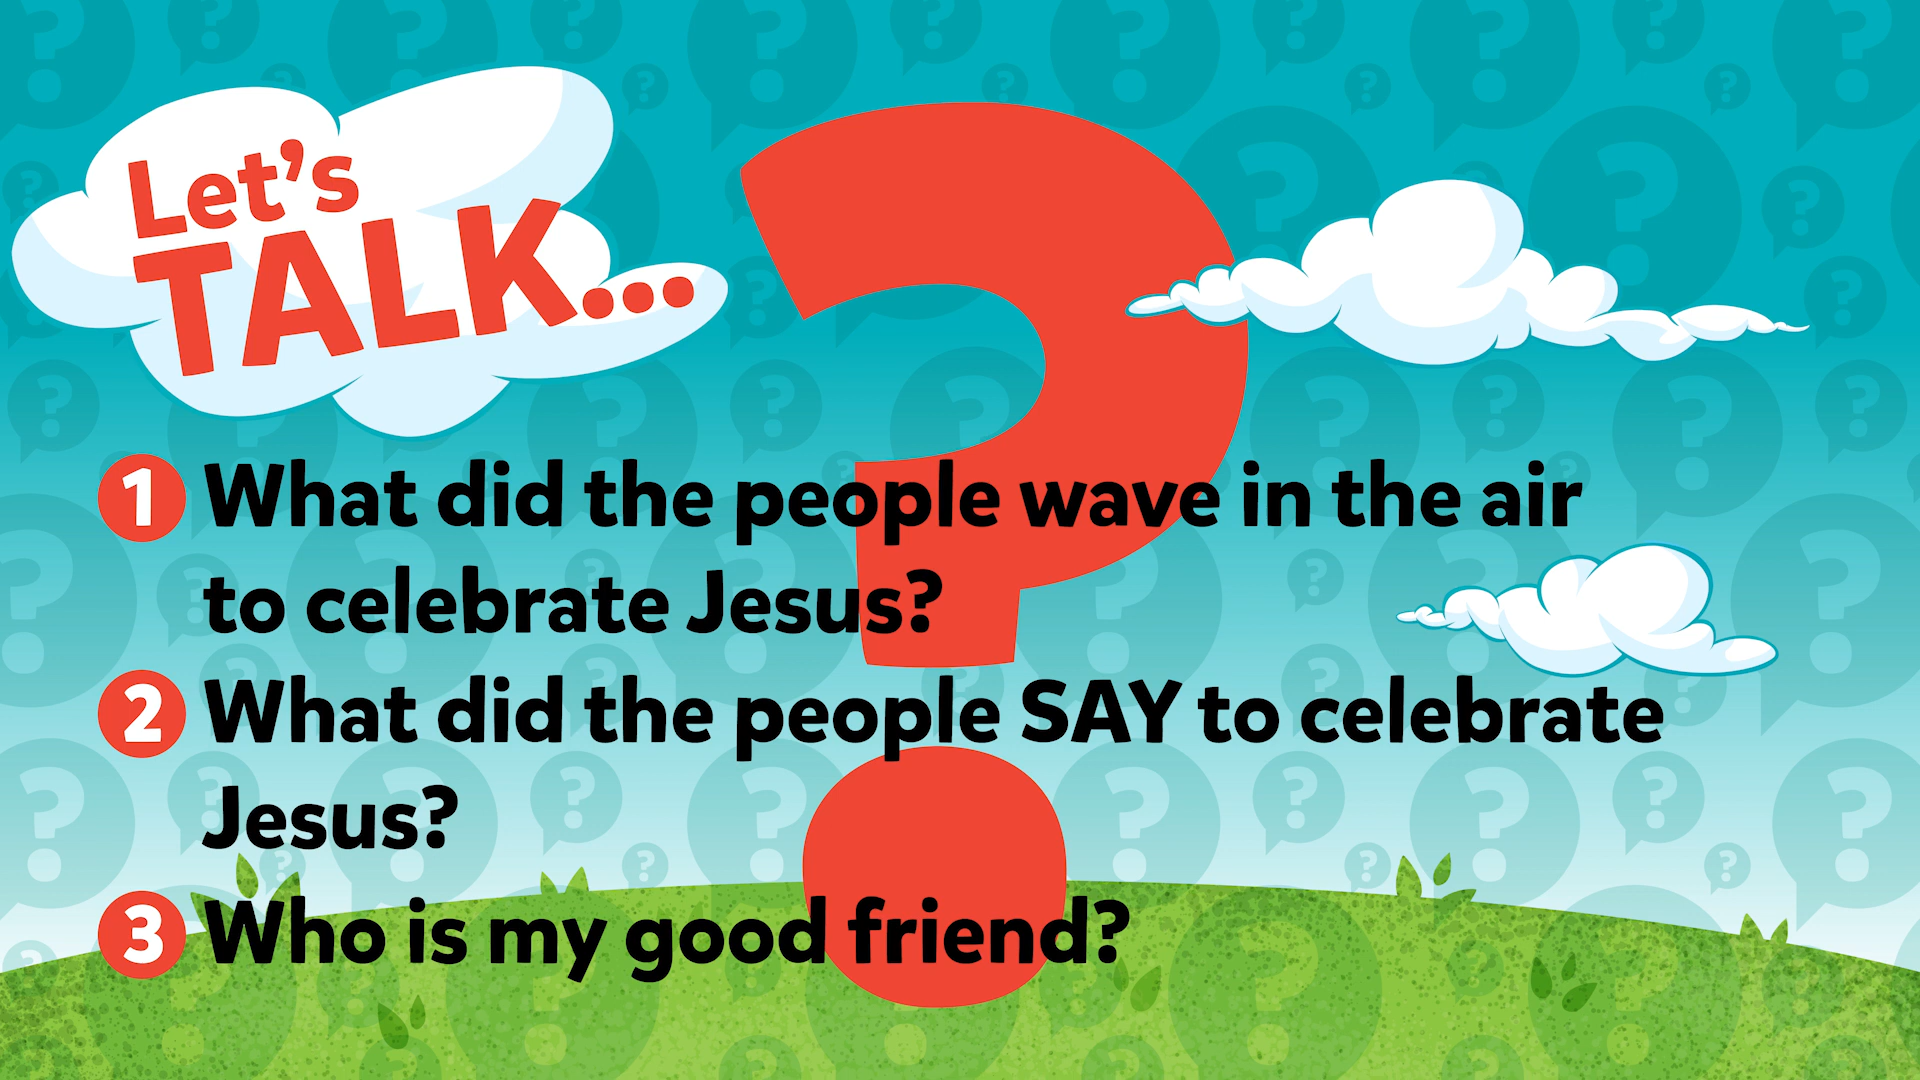 Let’s
TALK...
1 What did the people wave in the air
to celebrate Jesus?
2 What did the people SAY to celebrate
Jesus?
3 Who is my good friend?